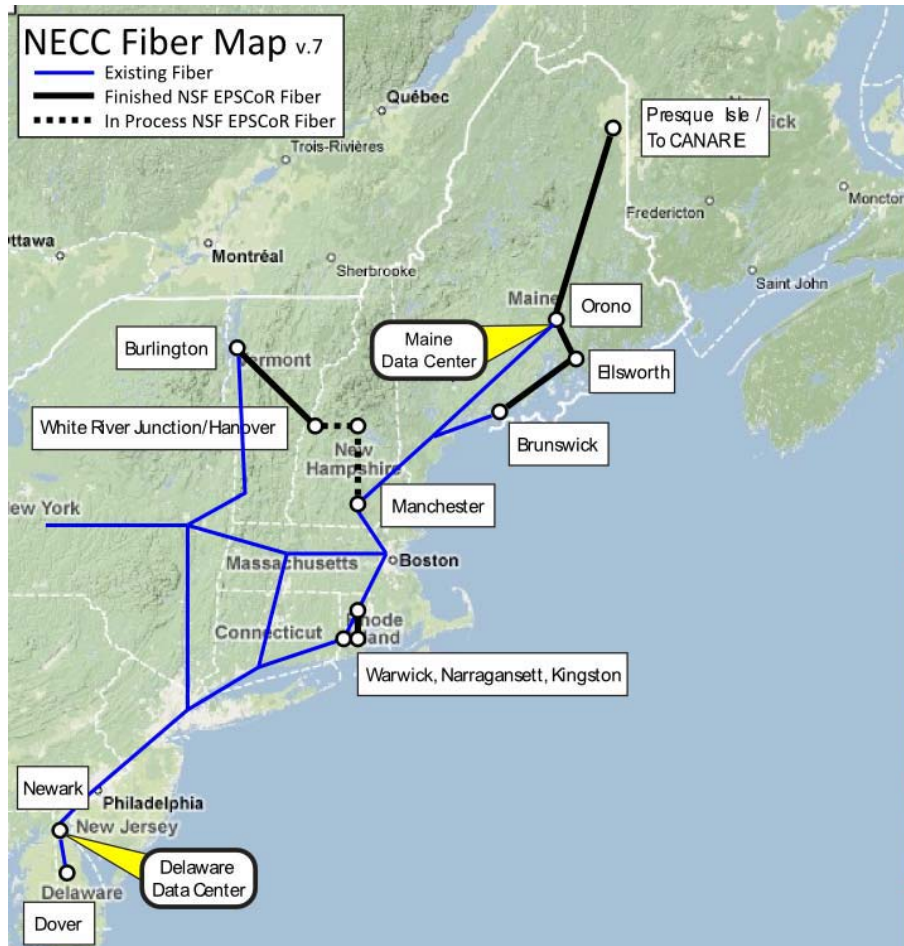 NECC Fiber Map v.7
Existing Fiber
Finished NSF EPSCoR Fiber
In Process NSF EPSCoR Fiber
Québec
Presque Isle /
To CANARIE
Trois-Rivières
Moncton
Fredericton
Ottawa
Montréal
Sherbrooke
Saint John
Maine
Orono
Burlington
Vermont
Maine
Data Center
Ellsworth
White River Junction/Hanover
New
Hampshire
Brunswick
New York
Manchester
Massachusetts
Boston
Connecticut
Rhode
Island
Warwick, Narragansett, Kingston
Newark
Philadelphia
New Jersey
Delaware
Data Center
Delaware
Dover